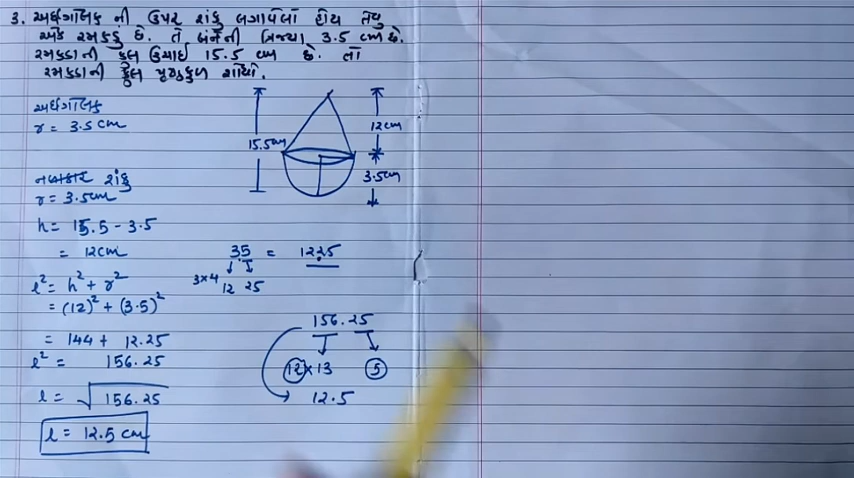 3. અર્ધગોલક ની ઉપર શંકુ લગાવેલો હોય તેવુ
એક રમકડું છે. તે બંનેની ત્રિજ્યા 3.5 cm છે.
રમકડાની કુલ ઉંચાઈ 15.5 cm છે. તો
રમકડાની કુલ પૃષ્ઠફળ શોધો.
અર્ધગોલક
r = 3.5 cm
15.5cm
12cm
3.5cm
શંકુ
r = 3.5cm
h = 15.5 - 3.5
= 12cm
l² = h² + r²
= (12)² + (3.5)²
= 144 + 12.25
l² = 156.25
l = √156.25
l = 12.5 cm
35 = 1225
3×4
12 25
156.25
12×13 5
12.5